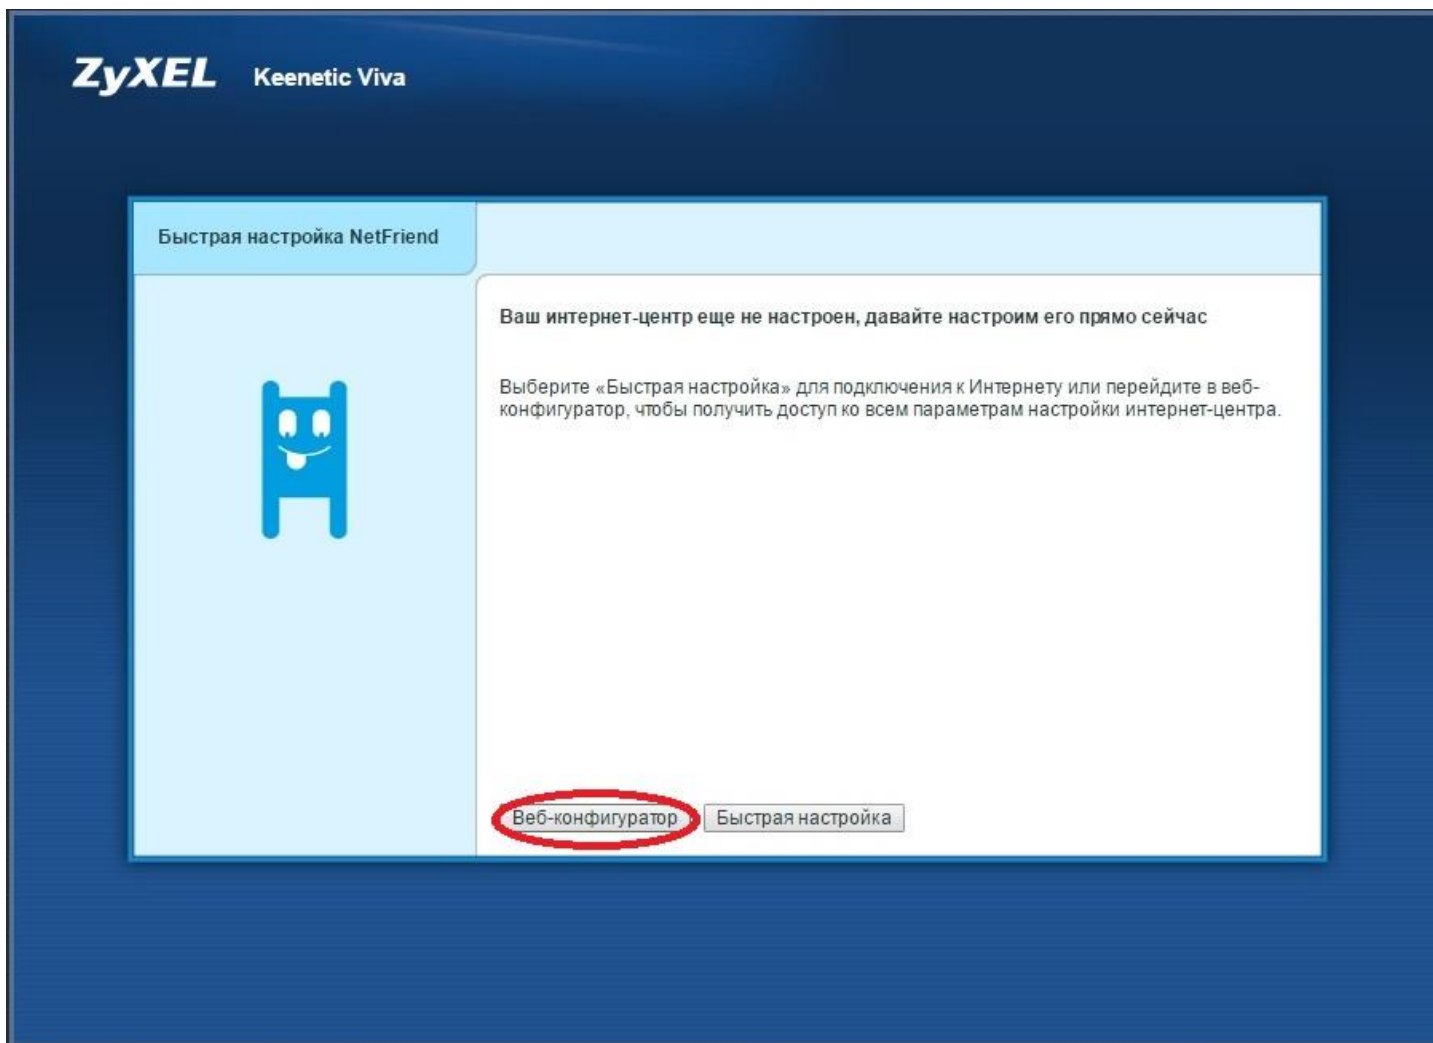 ZyXEL Keenetic Viva
Быстрая настройка NetFriend
Ваш интернет-центр еще не настроен, давайте настроим его прямо сейчас
Выберите «Быстрая настройка» для подключения к Интернету или перейдите в веб-
конфигуратор, чтобы получить доступ ко всем параметрам настройки интернет-центра.
Веб-конфигуратор Быстрая настройка